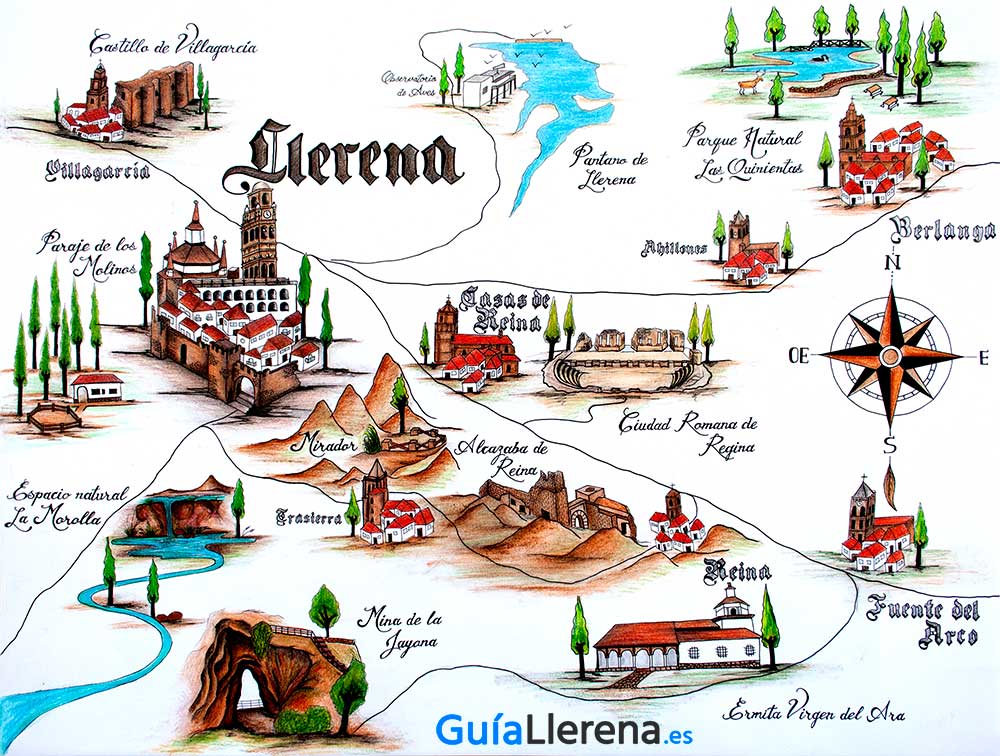 Castillo de Villagarcía
Observatorio
de Aves
Villagarcía
Llerena
Pantano de
Llerena
Parque Natural
Las Quinientas
Berlanga
Ahillones
Paraje de los
Molinos
Casas de
Reina
N
OE
E
S
Ciudad Romana de
Regina
Mirador
Alcazaba de
Reina
Espacio natural
La Morolla
Trasierra
Reina
Fuente del
Arco
Mina de la
Jayona
Ermita Virgen del Ara
GuíaLlerena.es